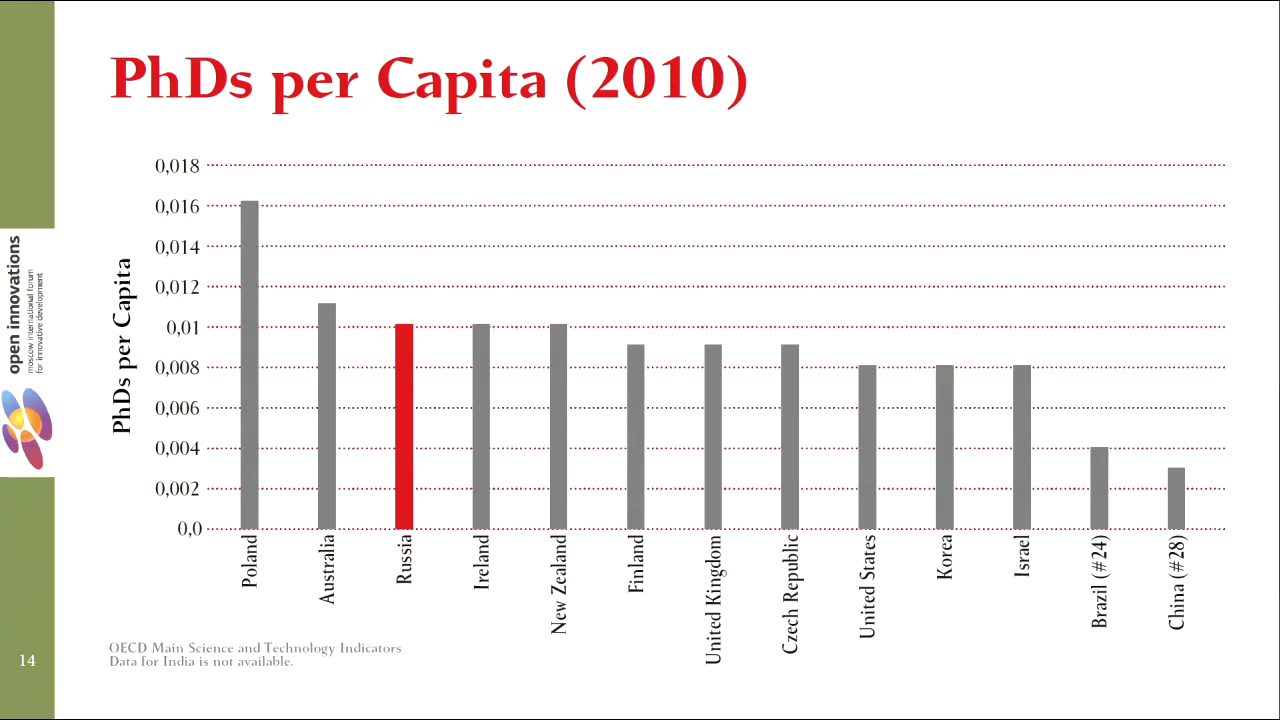 PhDs per Capita (2010)
PhDs per Capita
0,018
0,016
0,014
0,012
0,01
0,008
0,006
0,004
0,002
0,0
Poland
Australia
Russia
Ireland
New Zealand
Finland
United Kingdom
Czech Republic
United States
Korea
Israel
Brazil (#24)
China (#28)
OECD Main Science and Technology Indicators
Data for India is not available.
open innovations
moscow international forum
for innovative development
14